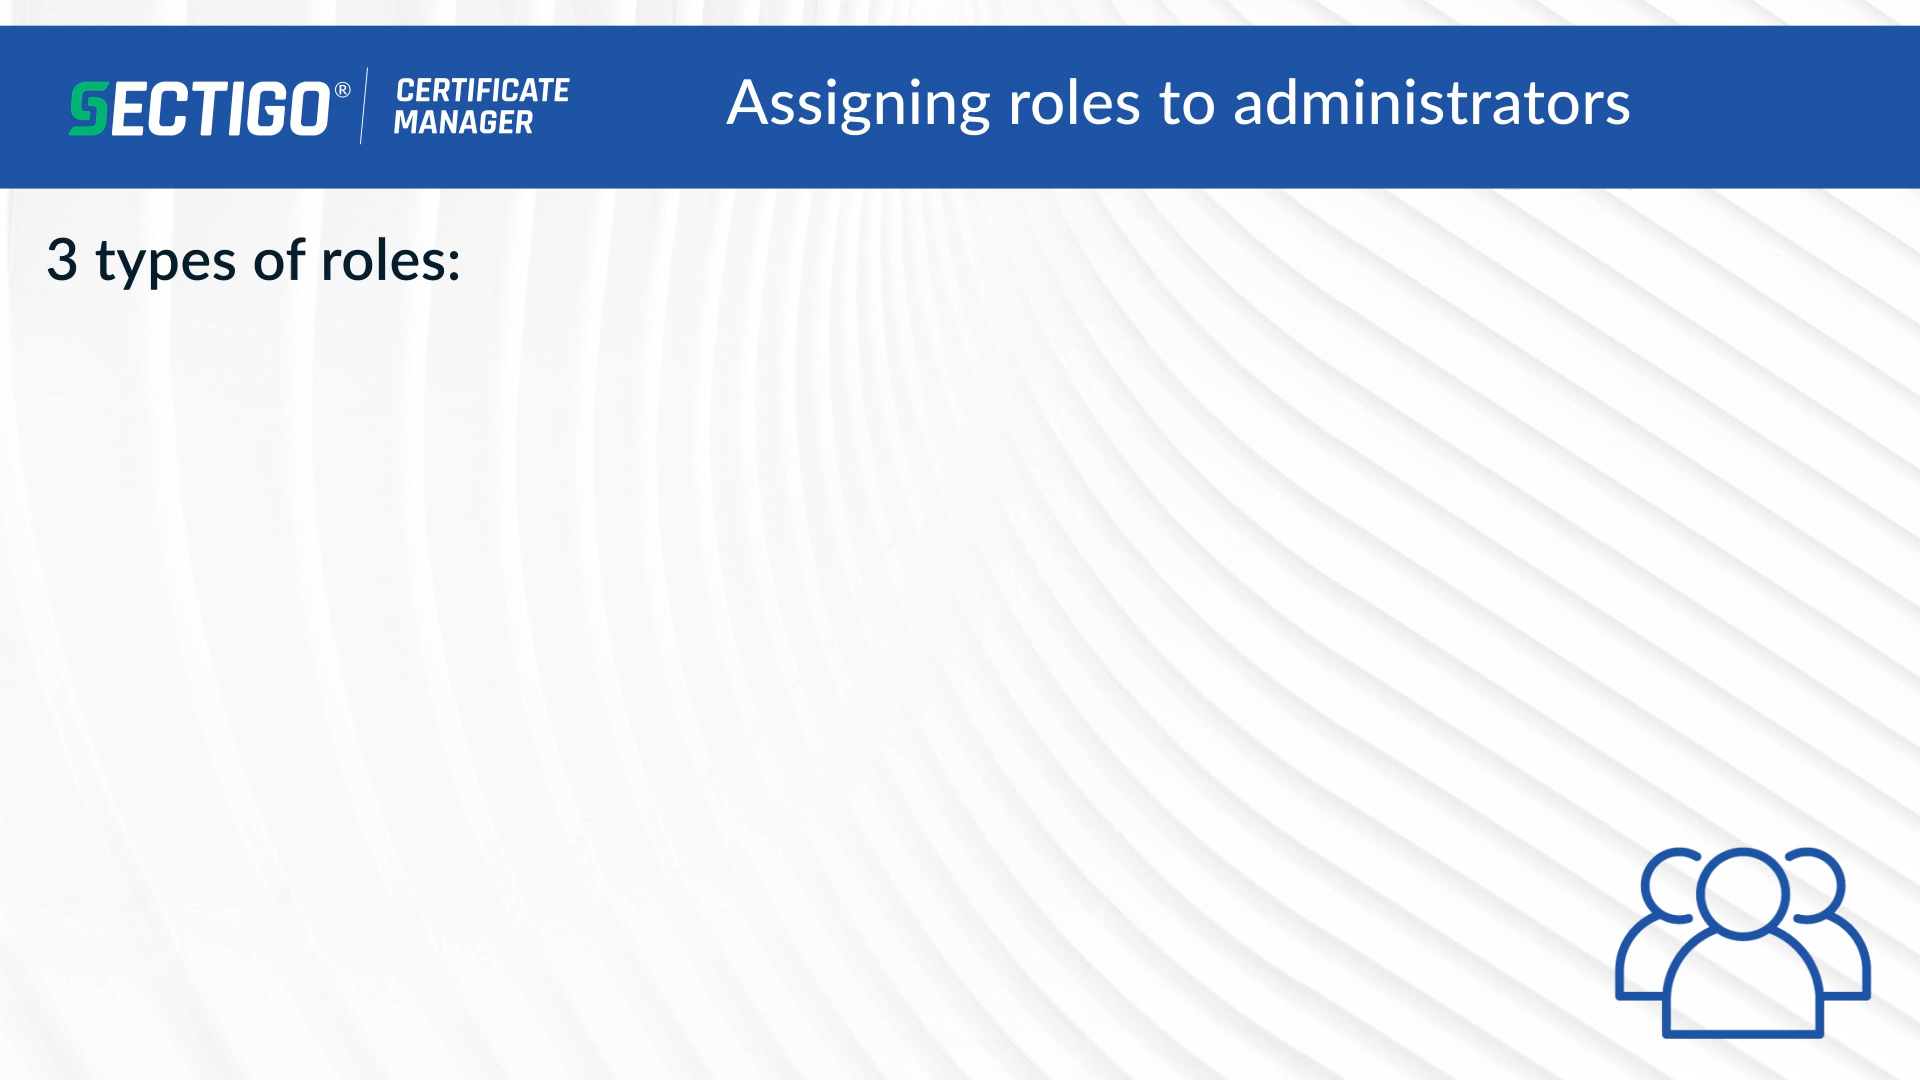 SECTIGO® CERTIFICATE MANAGER
Assigning roles to administrators
3 types of roles: